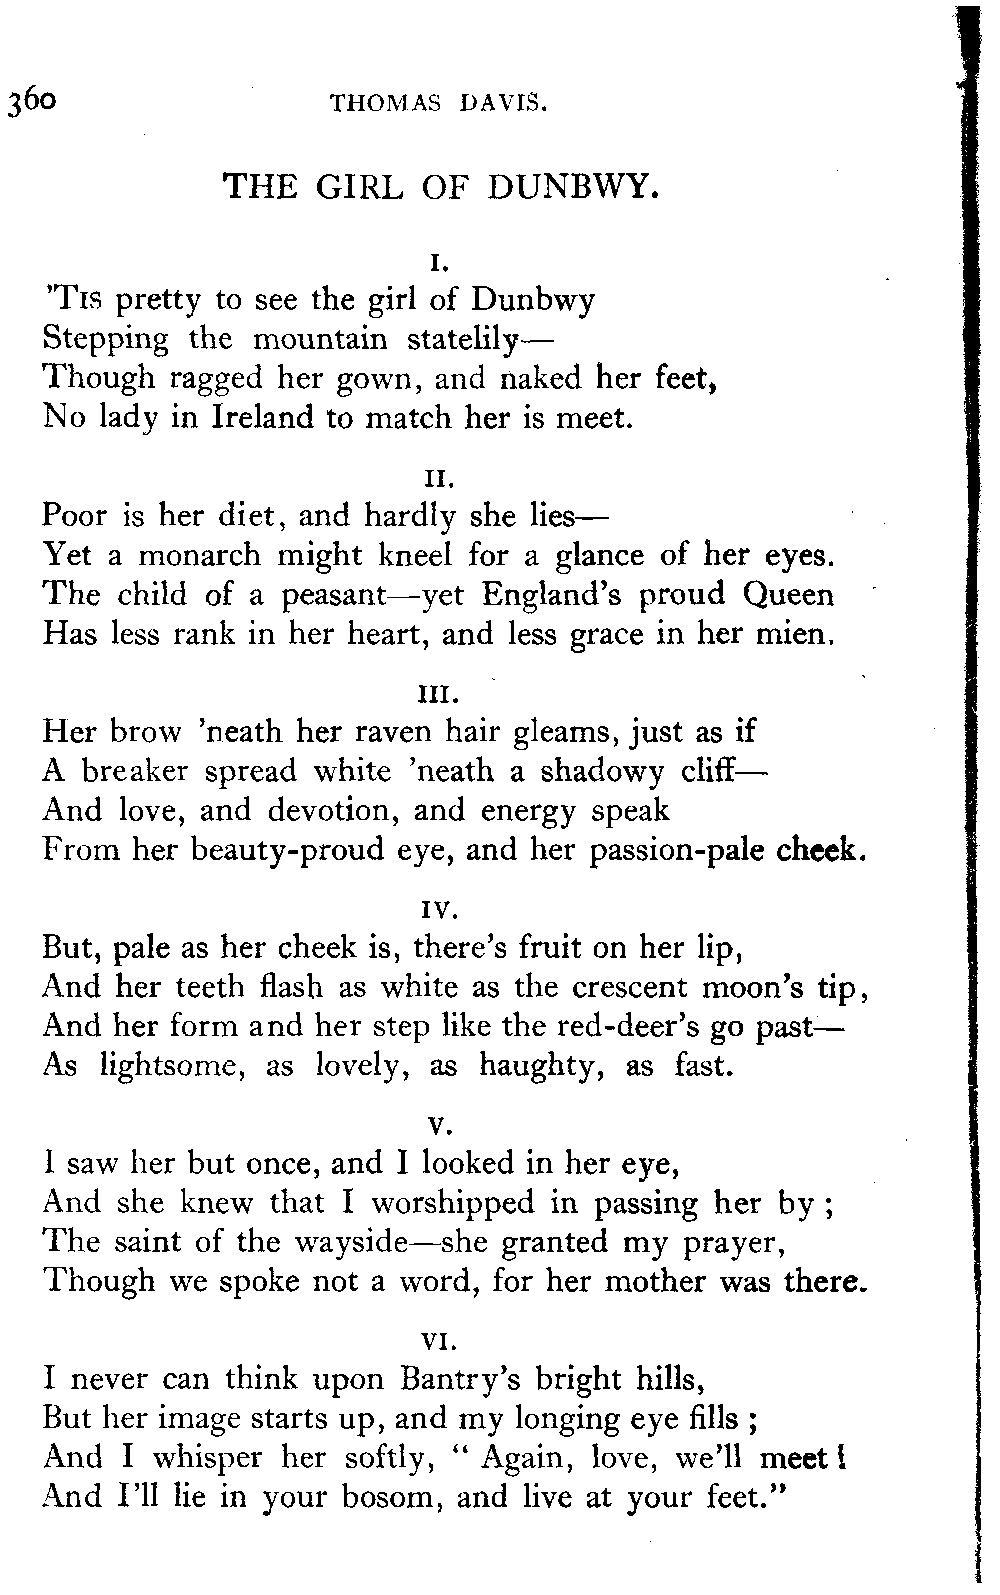 360 THOMAS DAVIS.
THE GIRL OF DUNBWY.
I.
'TIS pretty to see the girl of Dunbwy
Stepping the mountain statelily—
Though ragged her gown, and naked her feet,
No lady in Ireland to match her is meet.
II.
Poor is her diet, and hardly she lies—
Yet a monarch might kneel for a glance of her eyes.
The child of a peasant—yet England's proud Queen
Has less rank in her heart, and less grace in her mien.
III.
Her brow 'neath her raven hair gleams, just as if
A breaker spread white 'neath a shadowy cliff—
And love, and devotion, and energy speak
From her beauty-proud eye, and her passion-pale cheek.
IV.
But, pale as her cheek is, there's fruit on her lip,
And her teeth flash as white as the crescent moon's tip,
And her form and her step like the red-deer's go past—
As lightsome, as lovely, as haughty, as fast.
V.
I saw her but once, and I looked in her eye,
And she knew that I worshipped in passing her by ;
The saint of the wayside—she granted my prayer,
Though we spoke not a word, for her mother was there.
VI.
I never can think upon Bantry's bright hills,
But her image starts up, and my longing eye fills ;
And I whisper her softly, " Again, love, we'll meet !
And I'll lie in your bosom, and live at your feet."